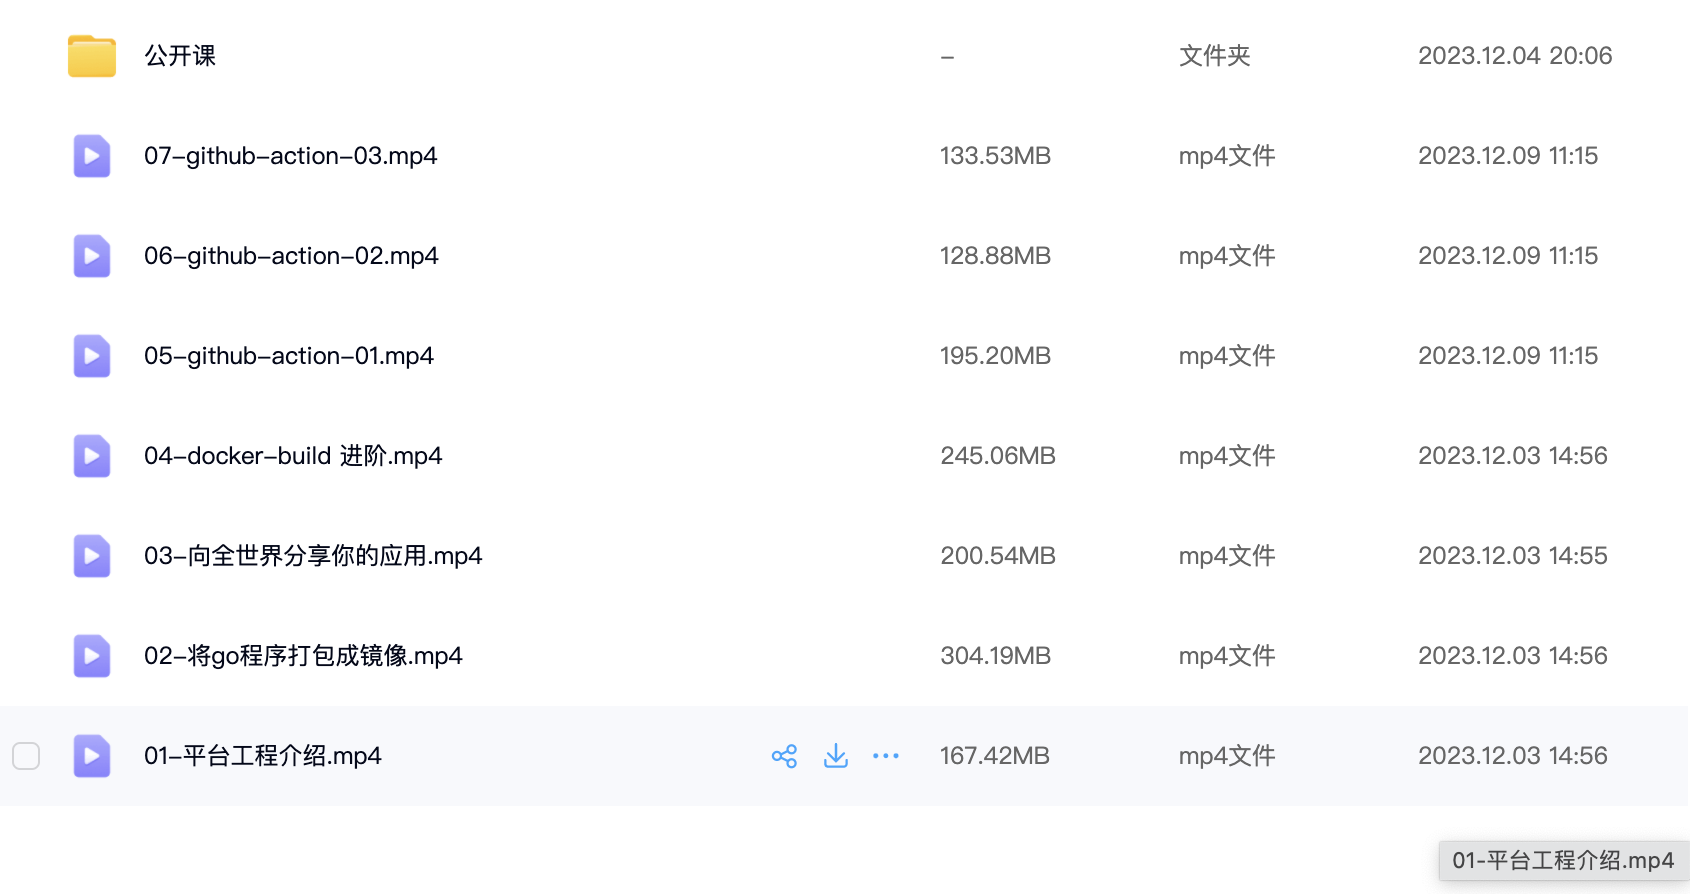 公开课 – 文件夹 2023.12.04 20:06
07-github-action-03.mp4 133.53MB mp4文件 2023.12.09 11:15
06-github-action-02.mp4 128.88MB mp4文件 2023.12.09 11:15
05-github-action-01.mp4 195.20MB mp4文件 2023.12.09 11:15
04-docker-build 进阶.mp4 245.06MB mp4文件 2023.12.03 14:56
03-向全世界分享你的应用.mp4 200.54MB mp4文件 2023.12.03 14:55
02-将go程序打包成镜像.mp4 304.19MB mp4文件 2023.12.03 14:56
01-平台工程介绍.mp4 167.42MB mp4文件 2023.12.03 14:56
01-平台工程介绍.mp4